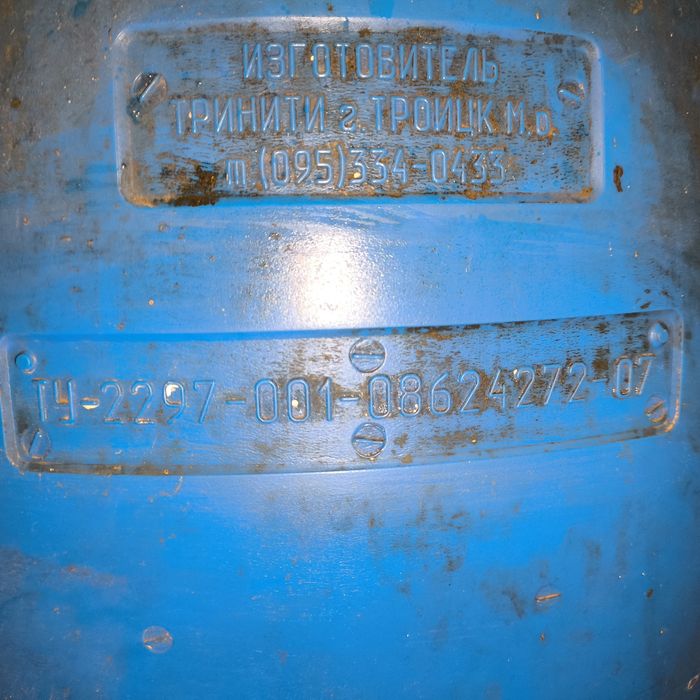 ИЗГОТОВИТЕЛЬ
ТРИНИТИ г. ТРОИЦК М.о.
т (095)334-0433
ТУ-2297-001-08624272-07